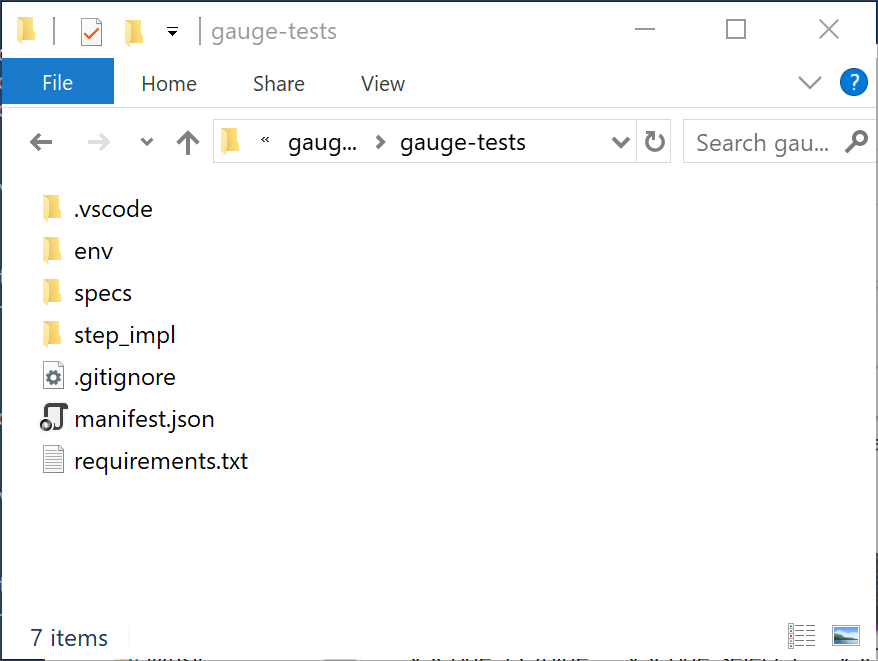 gauge-tests
File Home Share View ?
« gaug... > gauge-tests Search gau...
.vscode
env
specs
step_impl
.gitignore
manifest.json
requirements.txt
7 items